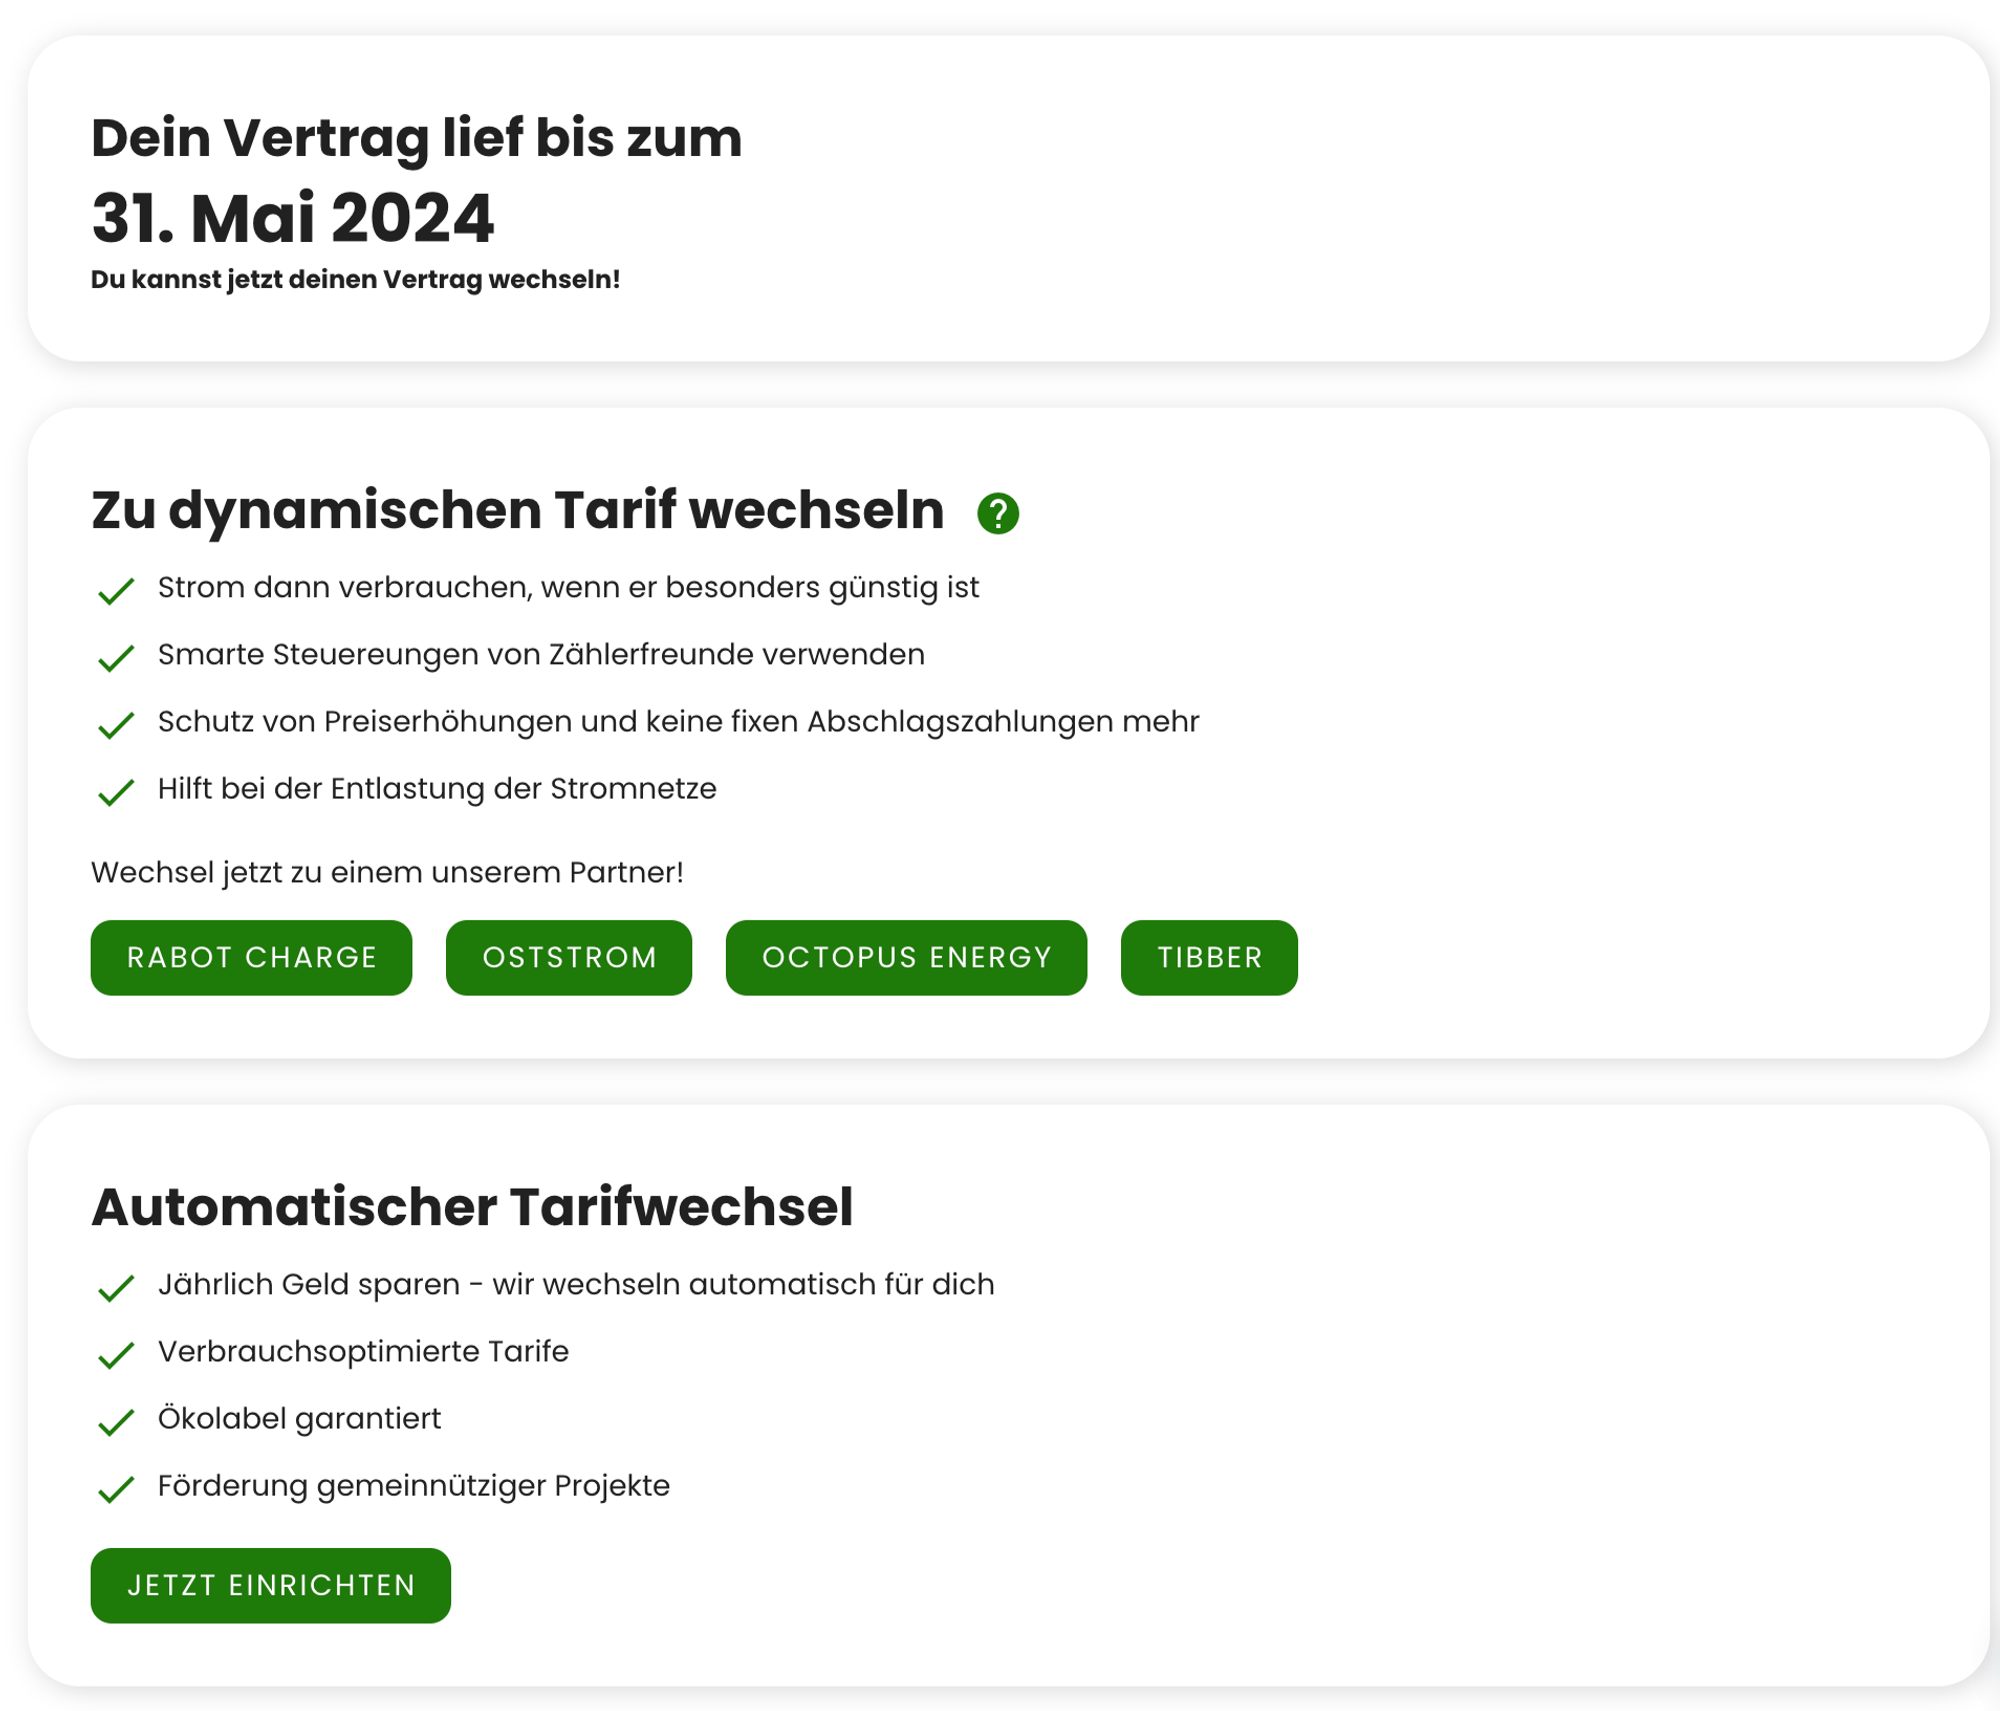 Dein Vertrag lief bis zum
31. Mai 2024
Du kannst jetzt deinen Vertrag wechseln!
Zu dynamischen Tarif wechseln ?
Strom dann verbrauchen, wenn er besonders günstig ist
Smarte Steuereungen von Zählerfreunde verwenden
Schutz von Preiserhöhungen und keine fixen Abschlagszahlungen mehr
Hilft bei der Entlastung der Stromnetze
Wechsel jetzt zu einem unserem Partner!
RABOT CHARGE OSTSTROM OCTOPUS ENERGY TIBBER
Automatischer Tarifwechsel
Jährlich Geld sparen - wir wechseln automatisch für dich
Verbrauchsoptimierte Tarife
Ökolabel garantiert
Förderung gemeinnütziger Projekte
JETZT EINRICHTEN